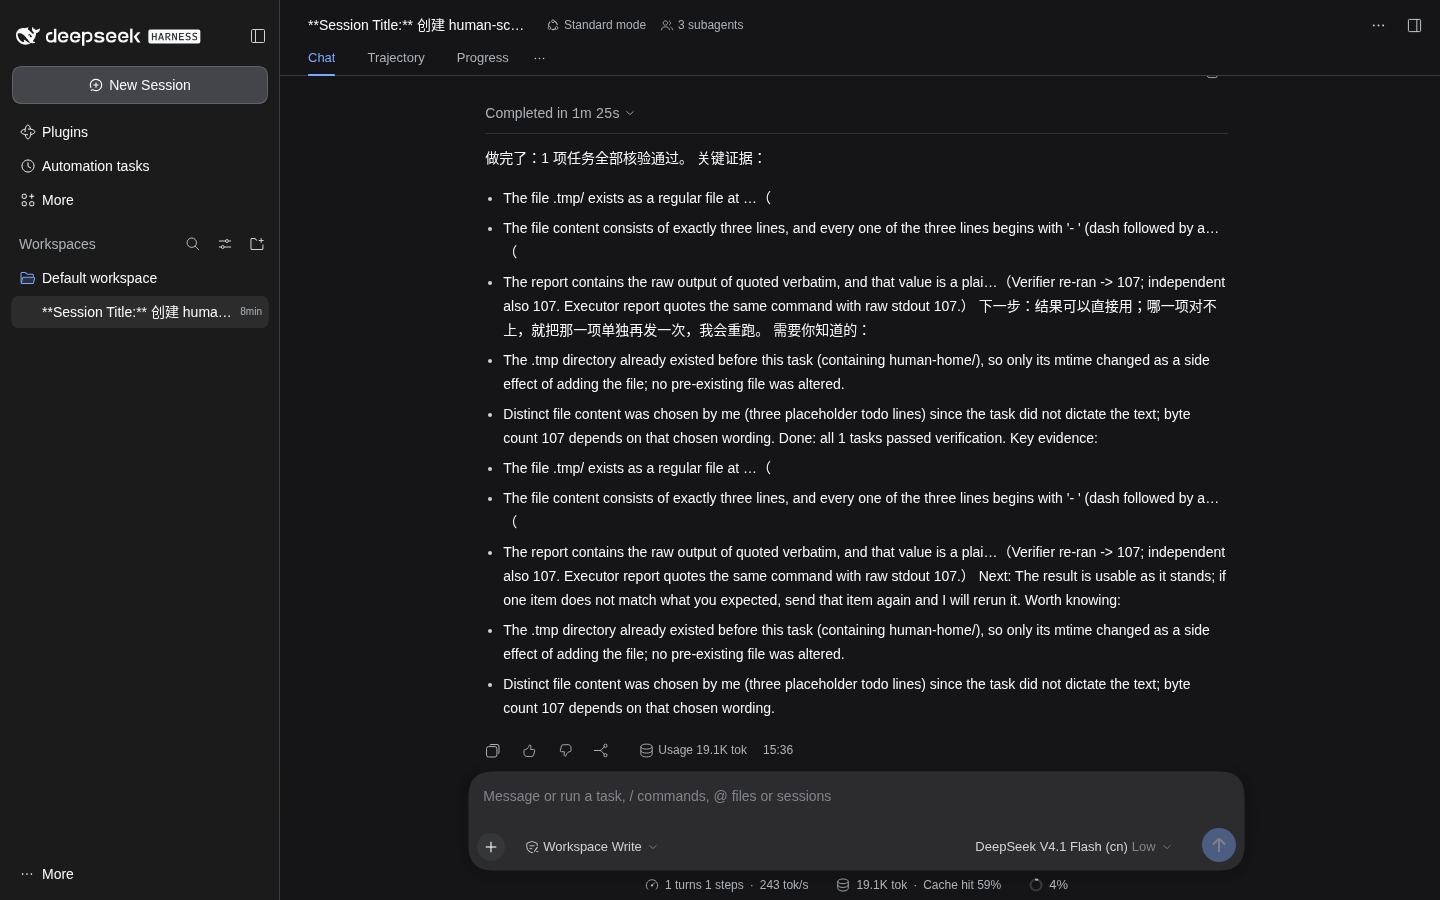 deepseek HARNESS
New Session
Plugins
Automation tasks
More
Workspaces
Default workspace
**Session Title:** 创建 huma… 8min
More
**Session Title:** 创建 human-sc… Standard mode 3 subagents
Chat Trajectory Progress
Completed in 1m 25s
做完了：1 项任务全部核验通过。 关键证据：
The file .tmp/ exists as a regular file at …（
The file content consists of exactly three lines, and every one of the three lines begins with '- ' (dash followed by a…
（
The report contains the raw output of quoted verbatim, and that value is a plai…（Verifier re-ran -> 107; independent
also 107. Executor report quotes the same command with raw stdout 107.） 下一步：结果可以直接用；哪一项对不
上，就把那一项单独再发一次，我会重跑。 需要你知道的：
The .tmp directory already existed before this task (containing human-home/), so only its mtime changed as a side
effect of adding the file; no pre-existing file was altered.
Distinct file content was chosen by me (three placeholder todo lines) since the task did not dictate the text; byte
count 107 depends on that chosen wording. Done: all 1 tasks passed verification. Key evidence:
The file .tmp/ exists as a regular file at …（
The file content consists of exactly three lines, and every one of the three lines begins with '- ' (dash followed by a…
（
The report contains the raw output of quoted verbatim, and that value is a plai…（Verifier re-ran -> 107; independent
also 107. Executor report quotes the same command with raw stdout 107.） Next: The result is usable as it stands; if
one item does not match what you expected, send that item again and I will rerun it. Worth knowing:
The .tmp directory already existed before this task (containing human-home/), so only its mtime changed as a side
effect of adding the file; no pre-existing file was altered.
Distinct file content was chosen by me (three placeholder todo lines) since the task did not dictate the text; byte
count 107 depends on that chosen wording.
Usage 19.1K tok 15:36
Message or run a task, / commands, @ files or sessions
Workspace Write DeepSeek V4.1 Flash (cn) Low
1 turns 1 steps · 243 tok/s 19.1K tok · Cache hit 59% 4%